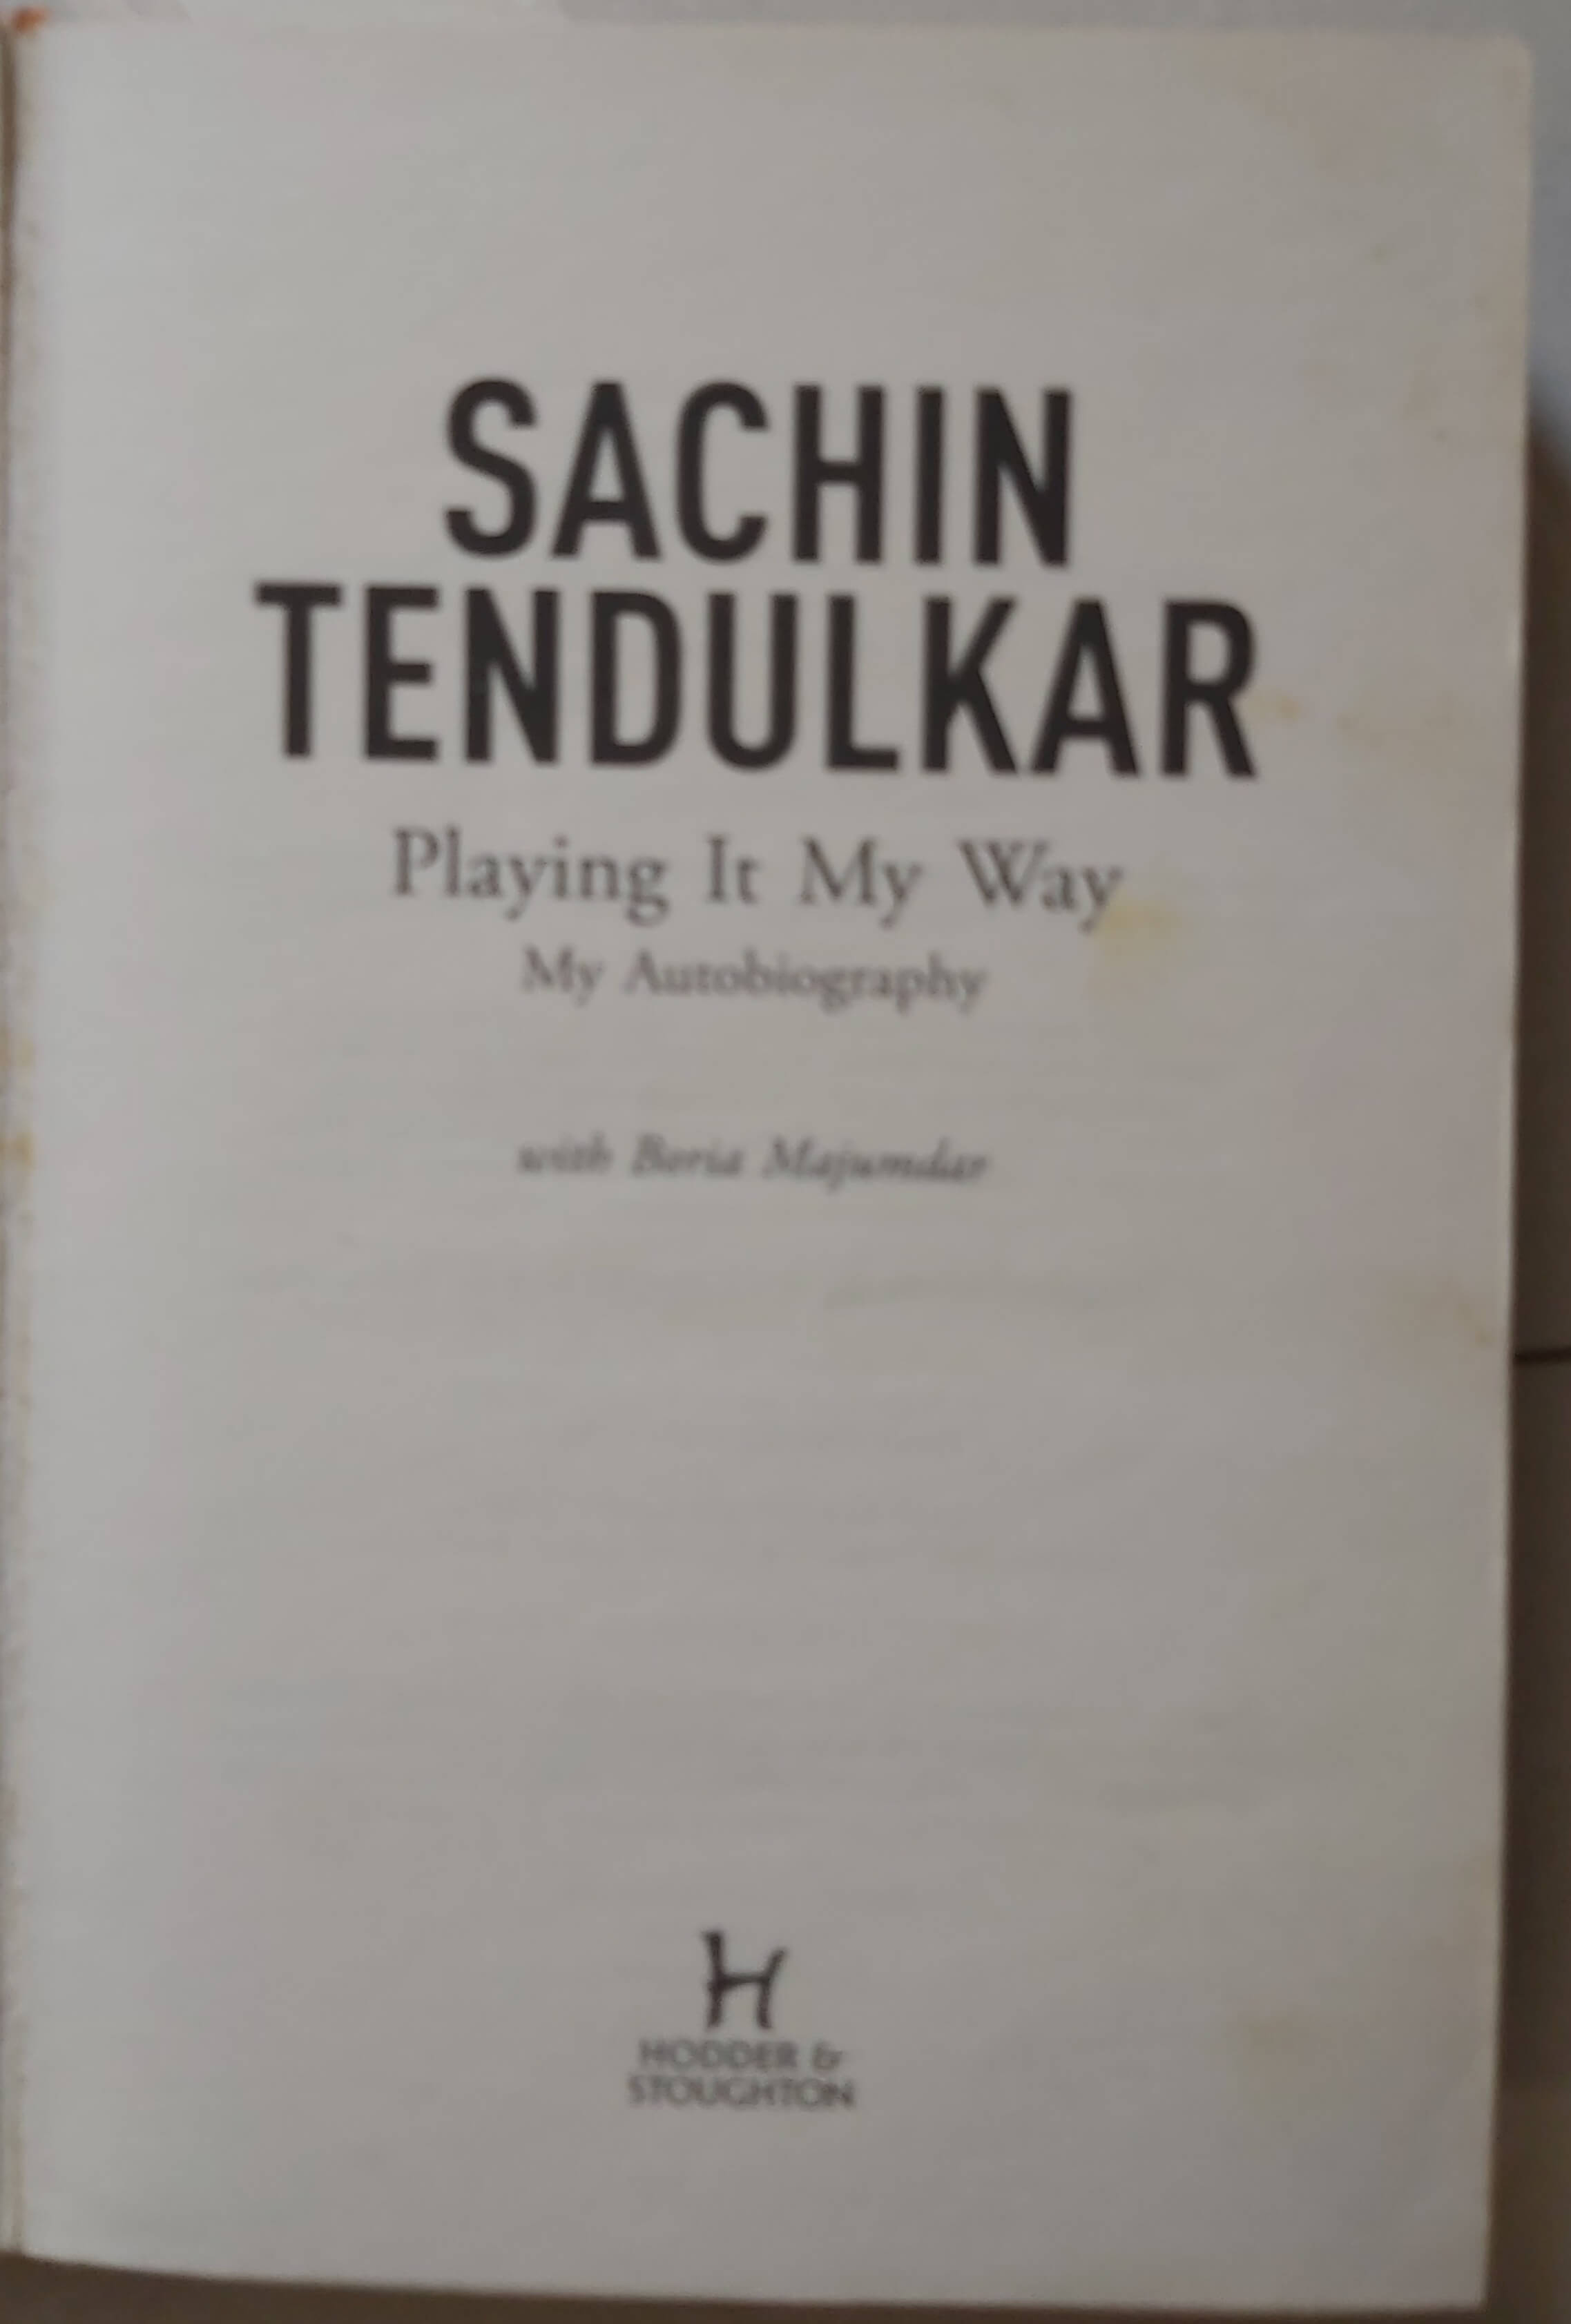 SACHIN
TENDULKAR
Playing It My Way
My Autobiography
with Boria Majumdar
H
HODDER &
STOUGHTON